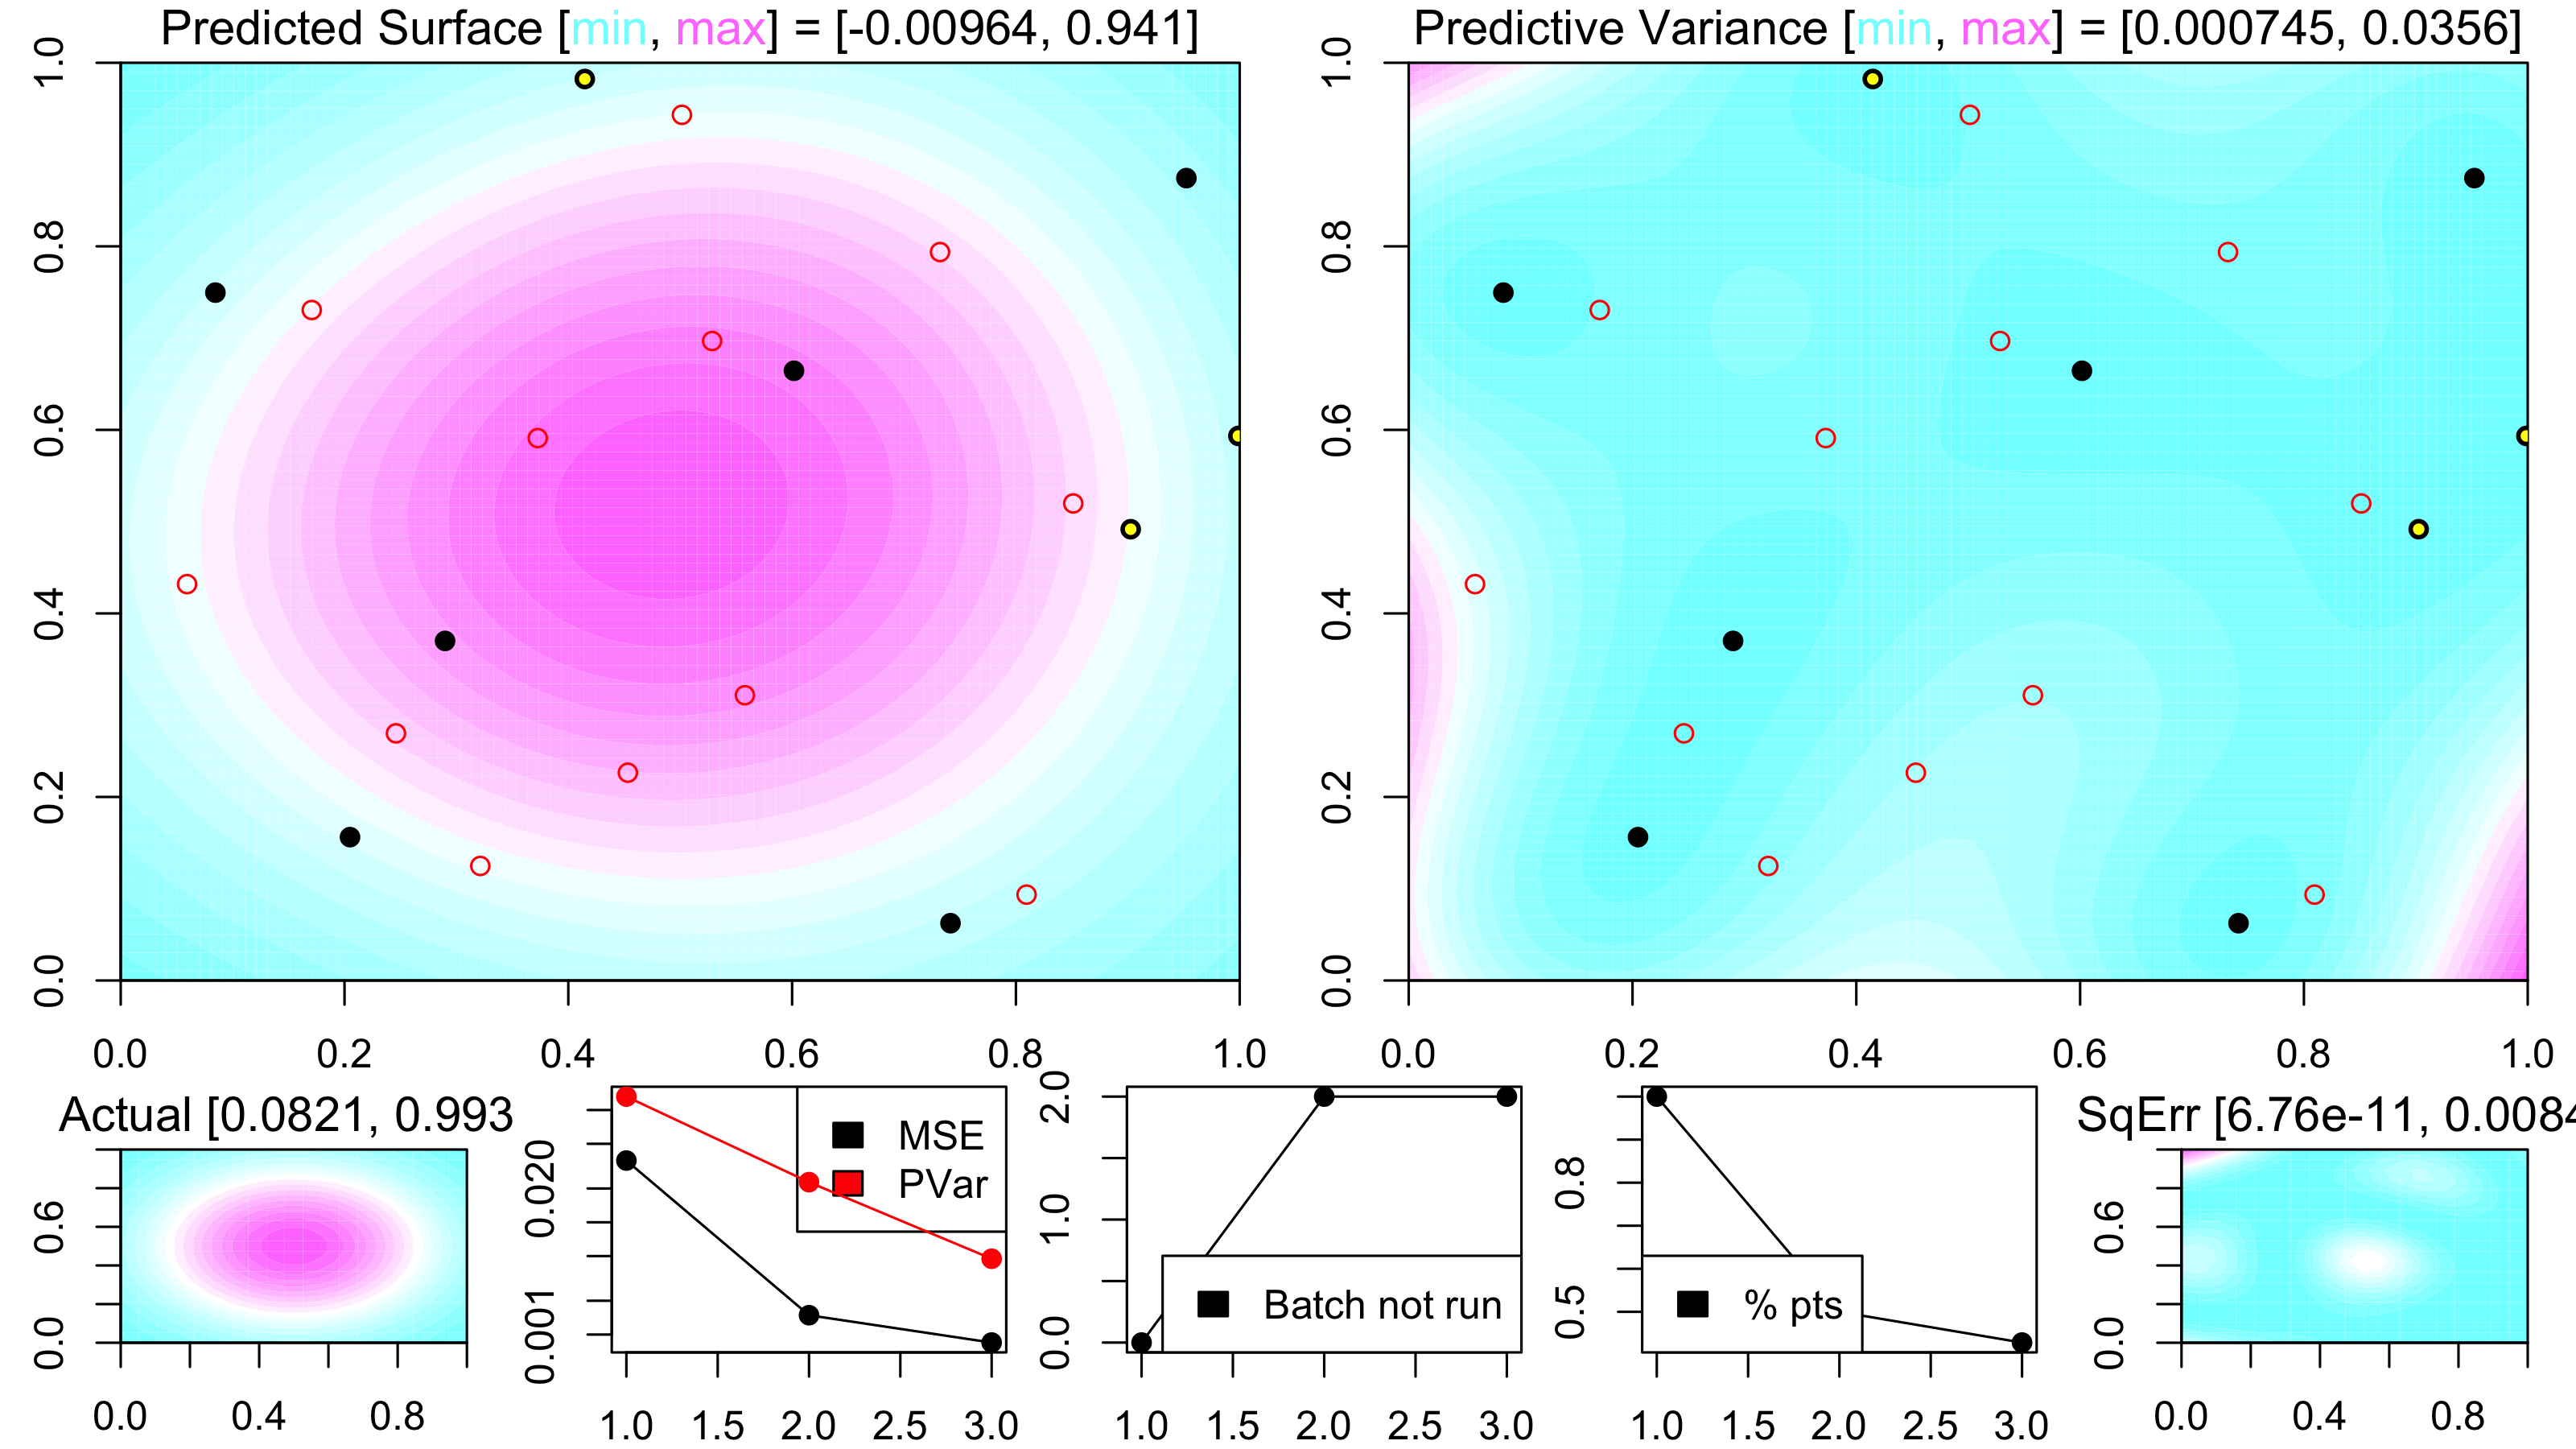 Predicted Surface [min, max] = [-0.00964, 0.941]
1.0
0.8
0.6
0.4
0.2
0.0
0.0 0.2 0.4 0.6 0.8 1.0
Predictive Variance [min, max] = [0.000745, 0.0356]
1.0
0.8
0.6
0.4
0.2
0.0
0.0 0.2 0.4 0.6 0.8 1.0
Actual [0.0821, 0.993
0.6
0.0
0.0 0.4 0.8
0.020
0.001
MSE
PVar
1.0 1.5 2.0 2.5 3.0
2.0
1.0
0.0
Batch not run
1.0 1.5 2.0 2.5 3.0
0.8
0.5
% pts
1.0 1.5 2.0 2.5 3.0
SqErr [6.76e-11, 0.0084
0.6
0.0
0.0 0.4 0.8